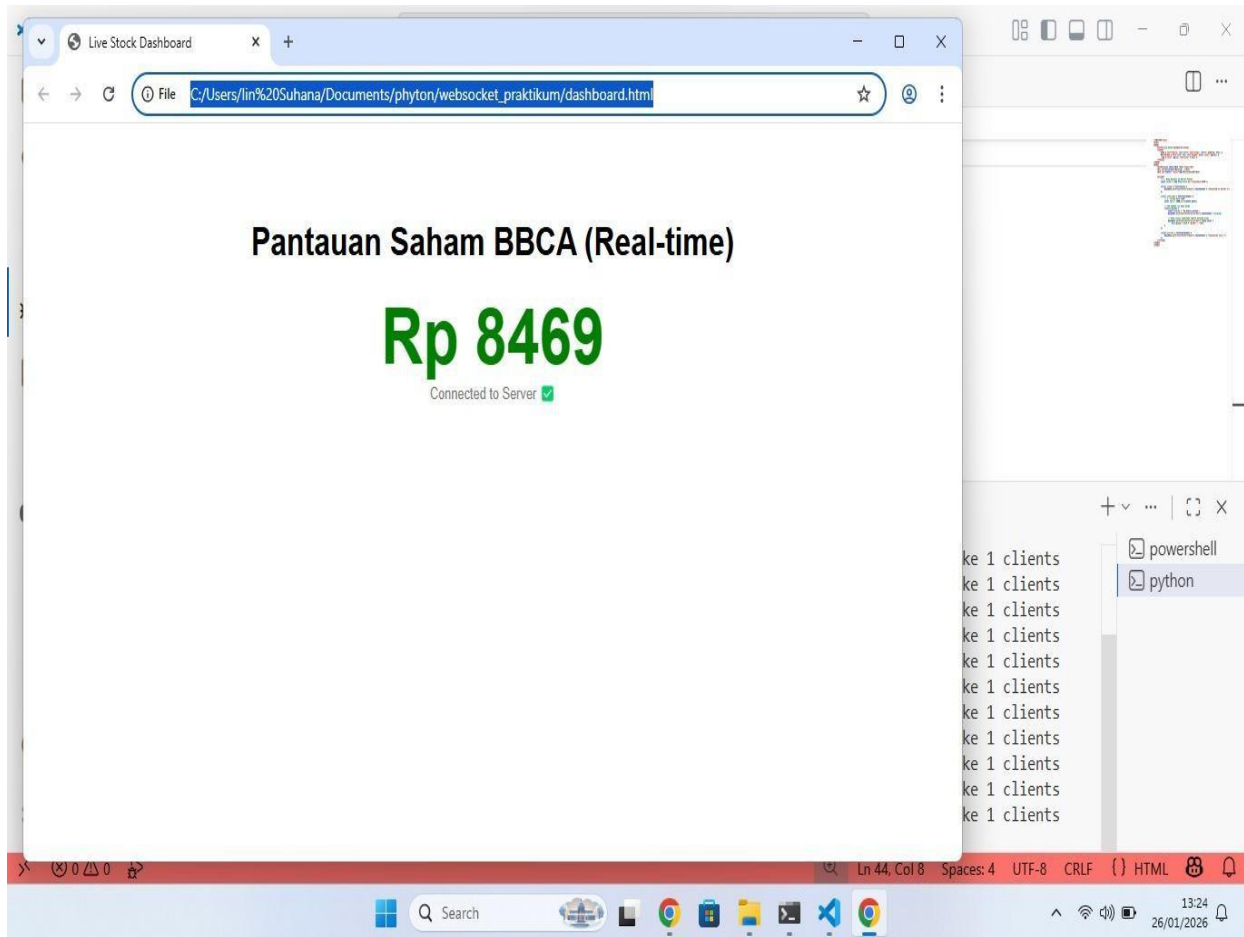 Live Stock Dashboard
File C:/Users/lin%20Suhana/Documents/phyton/websocket_praktikum/dashboard.html
Pantauan Saham BBCA (Real-time)
Rp 8469
Connected to Server
ke 1 clients
ke 1 clients
ke 1 clients
ke 1 clients
ke 1 clients
ke 1 clients
ke 1 clients
ke 1 clients
ke 1 clients
ke 1 clients
ke 1 clients
powershell
python
0 0 Ln 44, Col 8 Spaces: 4 UTF-8 CRLF {} HTML
Search
13:24
26/01/2026